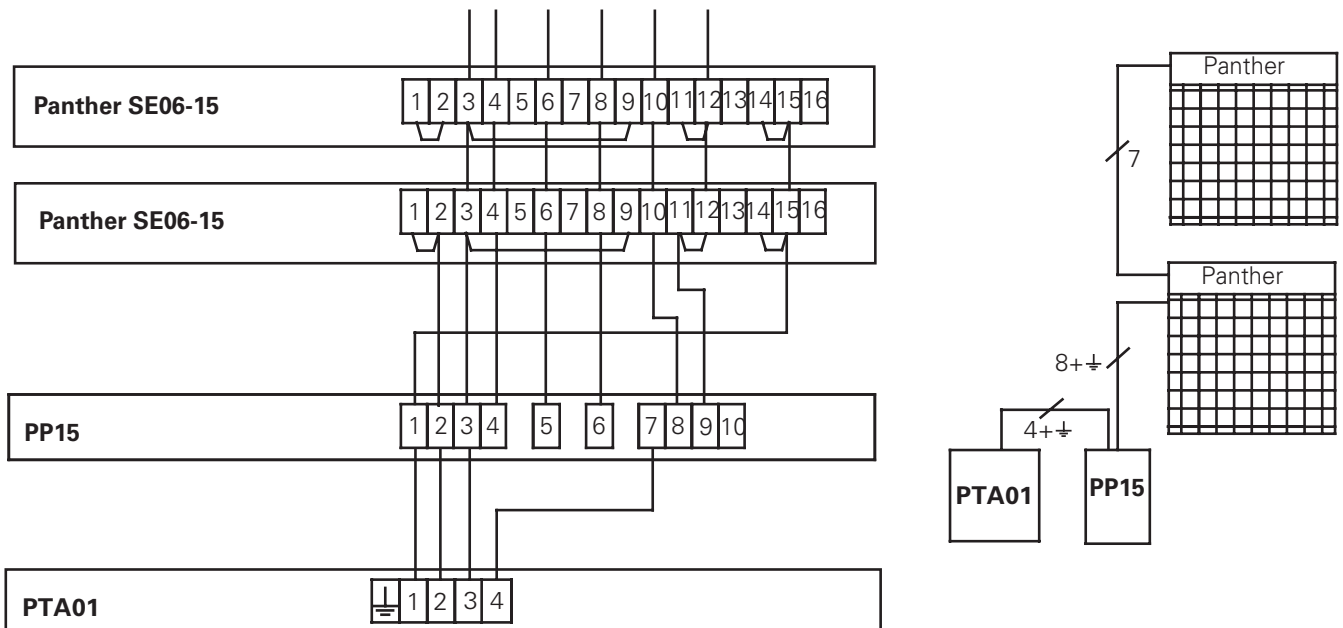 Panther SE06-15
1 2 3 4 5 6 7 8 9 10 11 12 13 14 15 16
Panther SE06-15
1 2 3 4 5 6 7 8 9 10 11 12 13 14 15 16
PP15
1 2 3 4 5 6 7 8 9 10
PTA01
1 2 3 4
Panther
7
Panther
8+⏚
4+⏚
PTA01
PP15